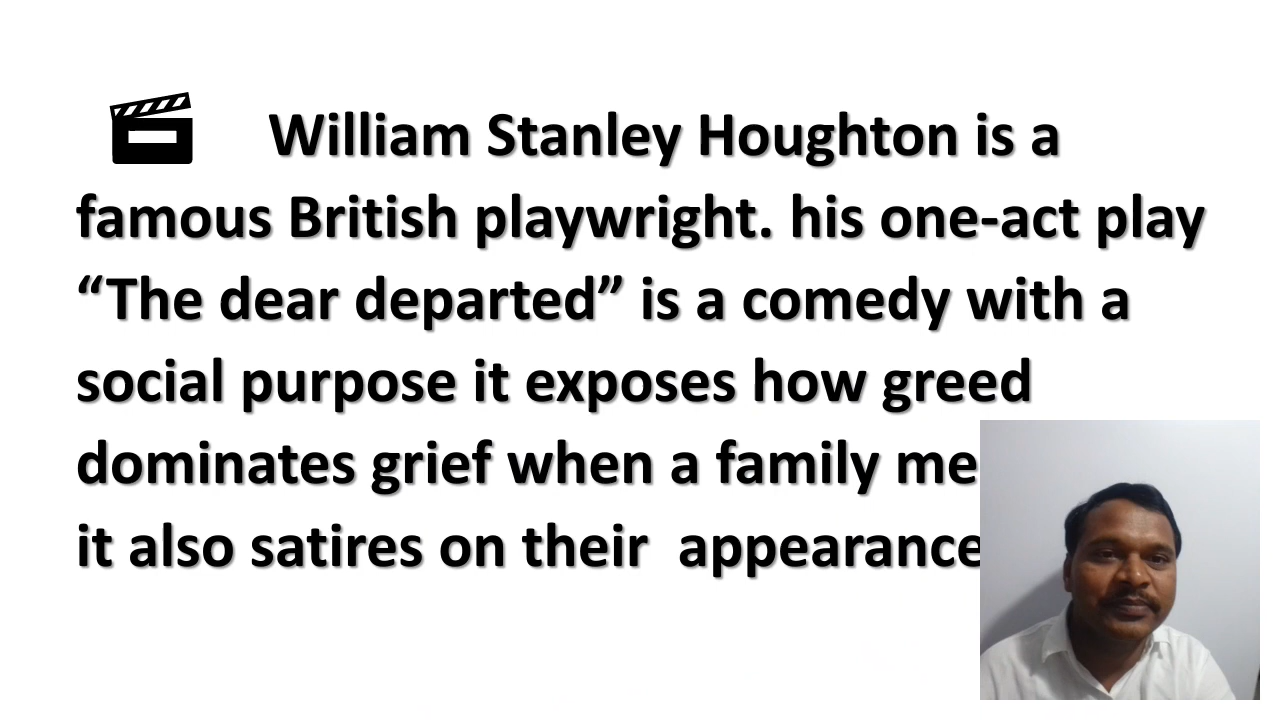 William Stanley Houghton is a
famous British playwright. his one-act play
“The dear departed” is a comedy with a
social purpose it exposes how greed
dominates grief when a family
it also satires on their appearance